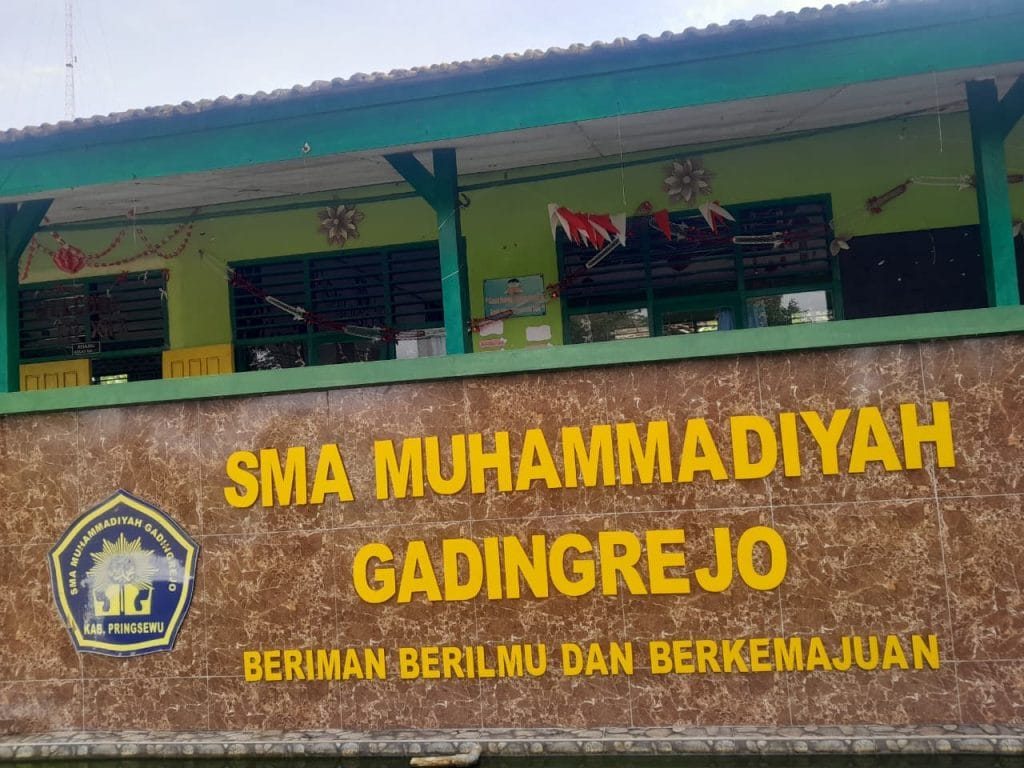 SMA MUHAMMADIYAH
GADINGREJO
BERIMAN BERILMU DAN BERKEMAJUAN
SMA MUHAMMADIYAH GADINGREJO
KAB. PRINGSEWU